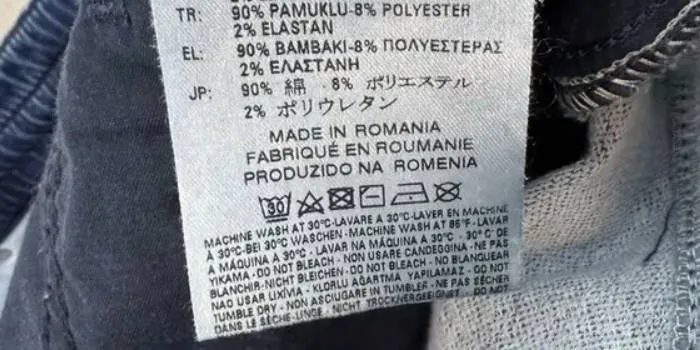 TR: 90% PAMUKLU-8% POLYESTER
2% ELASTAN
EL: 90% BAMBAKI-8% ΠΟΛΥΕΣΤΕΡΑΣ
2% ΕΛΑΣΤΑΝΗ
JP: 90% 綿 · 8% ポリエステル
2% ポリウレタン
MADE IN ROMANIA
FABRIQUÉ EN ROUMANIE
PRODUZIDO NA ROMENIA
30
MACHINE WASH AT 30°C-LAVARE A 30°C-LAVER EN MACHINE
À 30°C-BEI 30°C WASCHEN-MACHINE WASH AT 86°F-LAVAR
A MÁQUINA A 30°C - LAVAR NA MÁQUINA A 30°C - 30°C'DE
YIKAMA-DO NOT BLEACH - NON USARE CANDEGGINA-NE PAS
BLANCHIR-NICHT BLEICHEN-DO NOT BLEACH - NO BLANQUEAR
NAO USAR LIXÍVIA - KLORLU AĞARTMA YAPILAMAZ - DO NOT
TUMBLE DRY - NON ASCIUGARE IN TUMBLER-NE PAS SÉCHER
DANS LE SÈCHE-LINGE - NICHT TROCKNERGEEIGNET - DO NOT